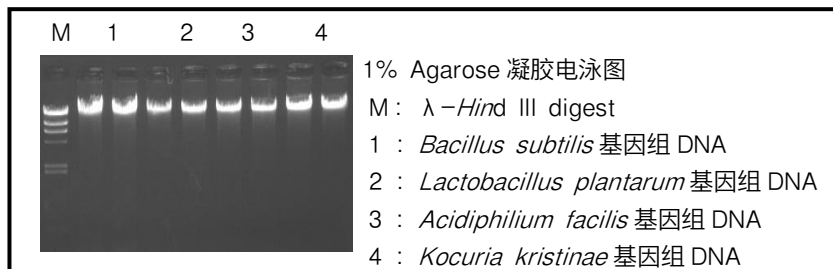 M 1 2 3 4
1% Agarose 凝胶电泳图
M： λ-Hind III digest
1 ：Bacillus subtilis 基因组 DNA
2 ：Lactobacillus plantarum 基因组 DNA
3 ：Acidiphilium facilis 基因组 DNA
4 ：Kocuria kristinae 基因组 DNA